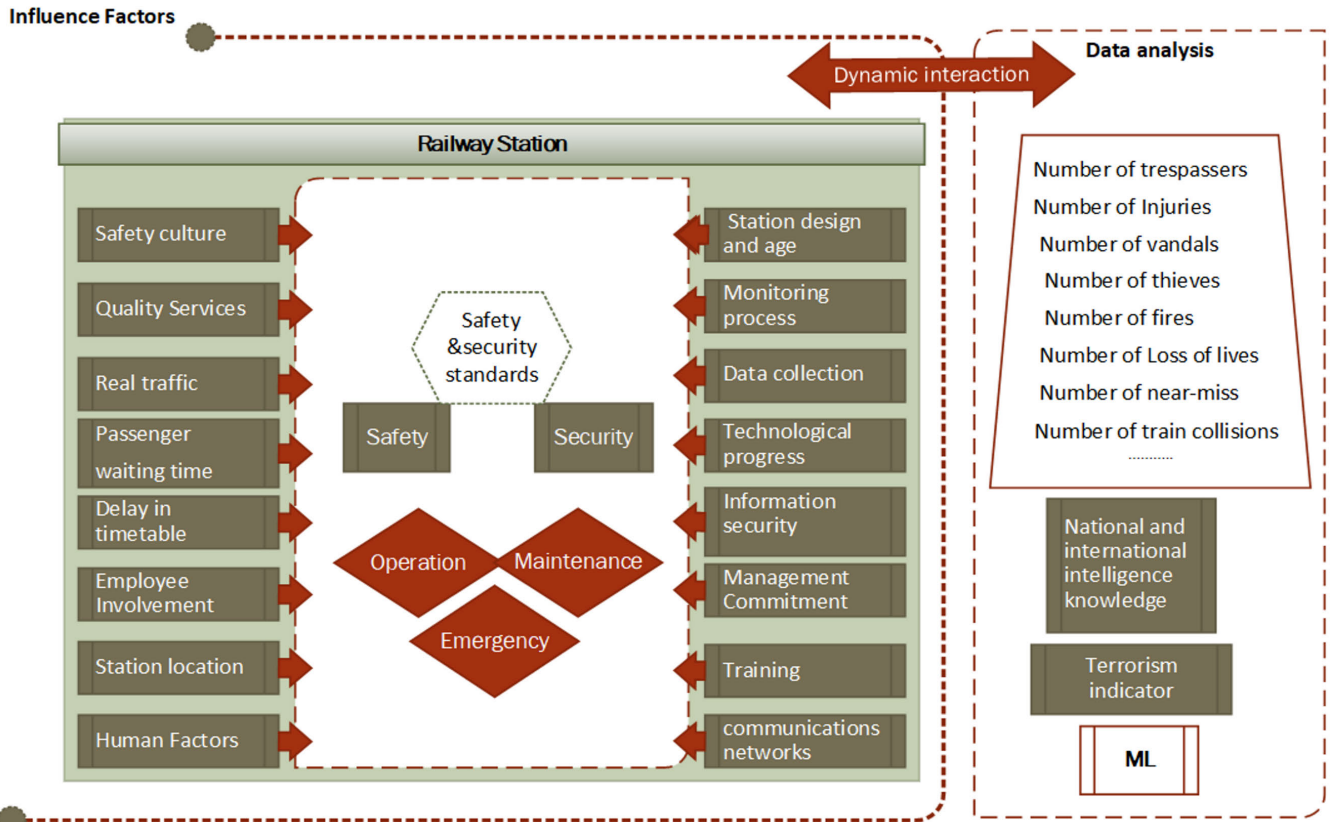 Influence Factors
Data analysis
Dynamic interaction
Railway Station
Safety culture
Quality Services
Real traffic
Passenger
waiting time
Delay in
timetable
Employee
Involvement
Station location
Human Factors
Safety
&security
standards
Safety
Security
Operation
Maintenance
Emergency
Station design
and age
Monitoring
process
Data collection
Technological
progress
Information
security
Management
Commitment
Training
communications
networks
Number of trespassers
Number of Injuries
Number of vandals
Number of thieves
Number of fires
Number of Loss of lives
Number of near-miss
Number of train collisions
...........
National and
international
intelligence
knowledge
Terrorism
indicator
ML